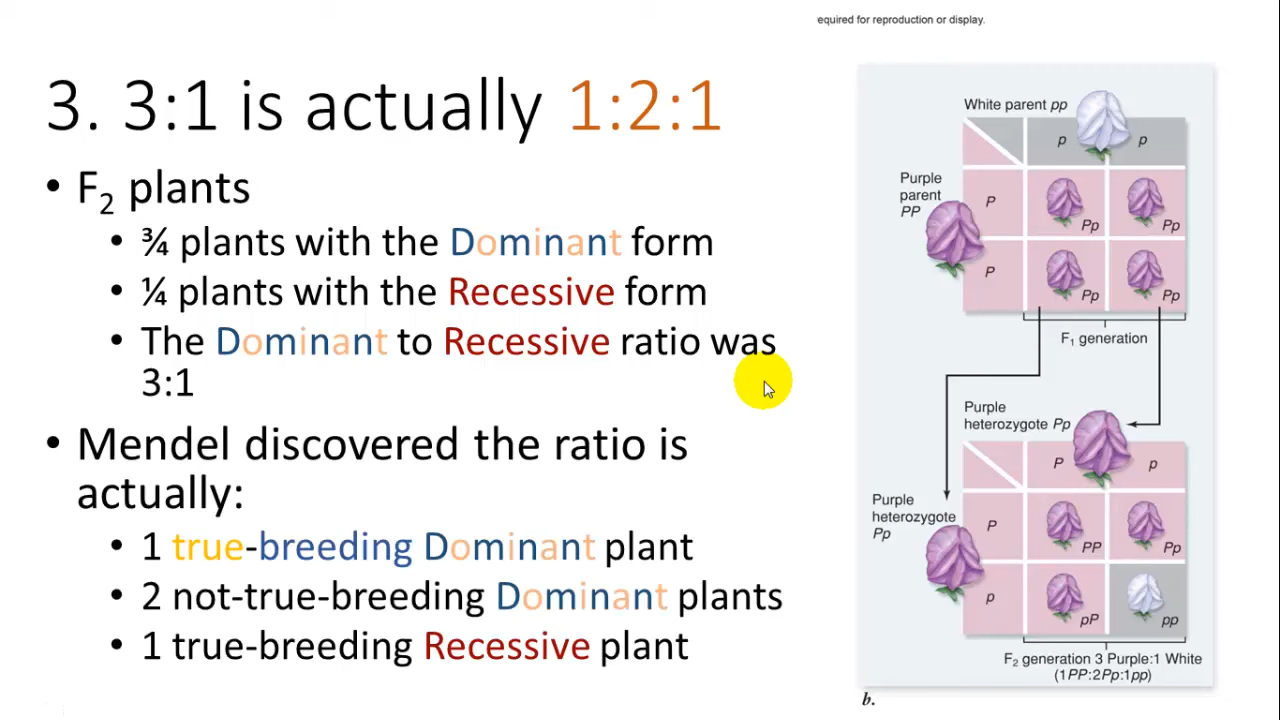 equired for reproduction or display.
3. 3:1 is actually 1:2:1
• F₂ plants
• ¾ plants with the Dominant form
• ¼ plants with the Recessive form
• The Dominant to Recessive ratio was
3:1
• Mendel discovered the ratio is
actually:
• 1 true-breeding Dominant plant
• 2 not-true-breeding Dominant plants
• 1 true-breeding Recessive plant
White parent pp
p p
Purple
parent
PP
P
Pp Pp
P
Pp Pp
F₁ generation
Purple
heterozygote Pp
P p
Purple
heterozygote
Pp
P
PP Pp
p
pP pp
F₂ generation 3 Purple:1 White
(1PP:2Pp:1pp)
b.